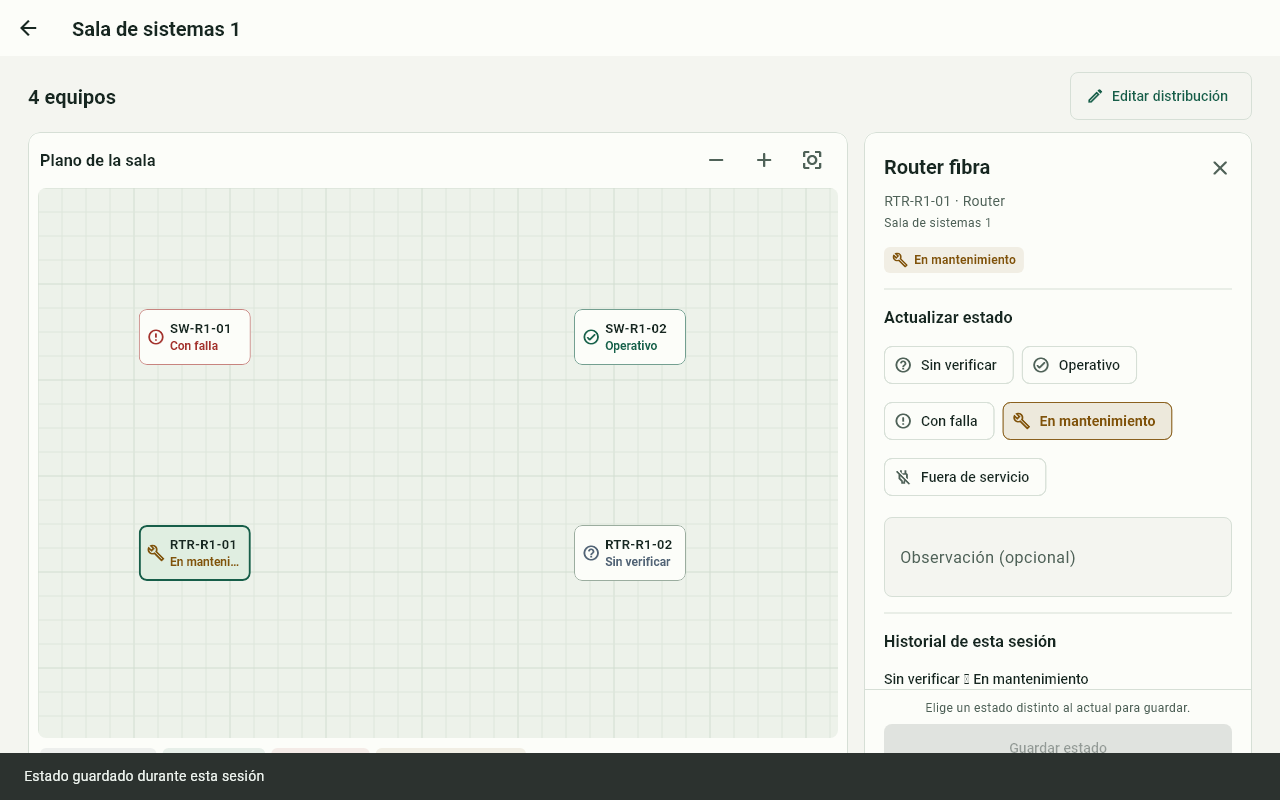 Sala de sistemas 1
4 equipos
Editar distribución
Plano de la sala
SW-R1-01
Con falla
SW-R1-02
Operativo
RTR-R1-01
En manteni...
RTR-R1-02
Sin verificar
Router fibra
RTR-R1-01 · Router
Sala de sistemas 1
En mantenimiento
Actualizar estado
Sin verificar
Operativo
Con falla
En mantenimiento
Fuera de servicio
Observación (opcional)
Historial de esta sesión
Sin verificar ▯ En mantenimiento
Elige un estado distinto al actual para guardar.
Guardar estado
Estado guardado durante esta sesión